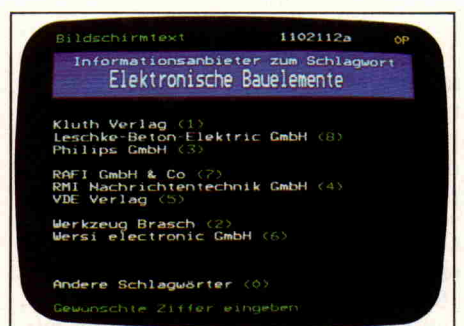 Bildschirmtext 1102112a OP
Informationsanbieter zum Schlagwort
Elektronische Bauelemente
Kluth Verlag (1)
Leschke-Beton-Elektric GmbH (8)
Philips GmbH (3)
RAFI GmbH & Co (7)
RMI Nachrichtentechnik GmbH (4)
VDE Verlag (5)
Werkzeug Brasch (2)
Wersi electronic GmbH (6)
Andere Schlagwörter (0)
Gewünschte Ziffer eingeben